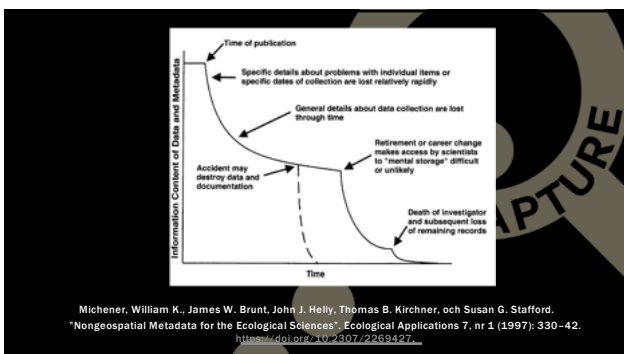 Time of publication
Specific details about problems with individual items or
specific dates of collection are lost relatively rapidly
General details about data collection are lost
through time
Retirement or career change
makes access by scientists
to "mental storage" difficult
or unlikely
Accident may
destroy data and
documentation
Death of investigator
and subsequent loss
of remaining records
Information Content of Data and Metadata
Time
APTURE
Michener, William K., James W. Brunt, John J. Helly, Thomas B. Kirchner, och Susan G. Stafford.
"Nongeospatial Metadata for the Ecological Sciences". Ecological Applications 7, nr 1 (1997): 330–42.
https://doi.org/10.2307/2269427.